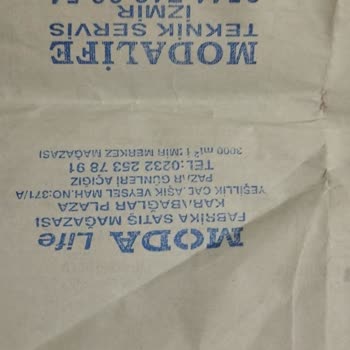 MODA Life
FABRİKA SATIŞ MAĞAZASI
KARABAĞLAR PLAZA
YEŞİLLİK CAD. AŞIK VEYSEL MAH.NO:371/A
PAZAR GÜNLERİ AÇIĞIZ
TEL:0232 253 78 91
3000 m² İZMİR MERKEZ MAĞAZASI
MODALİFE
TEKNİK SERVİS
İZMİR